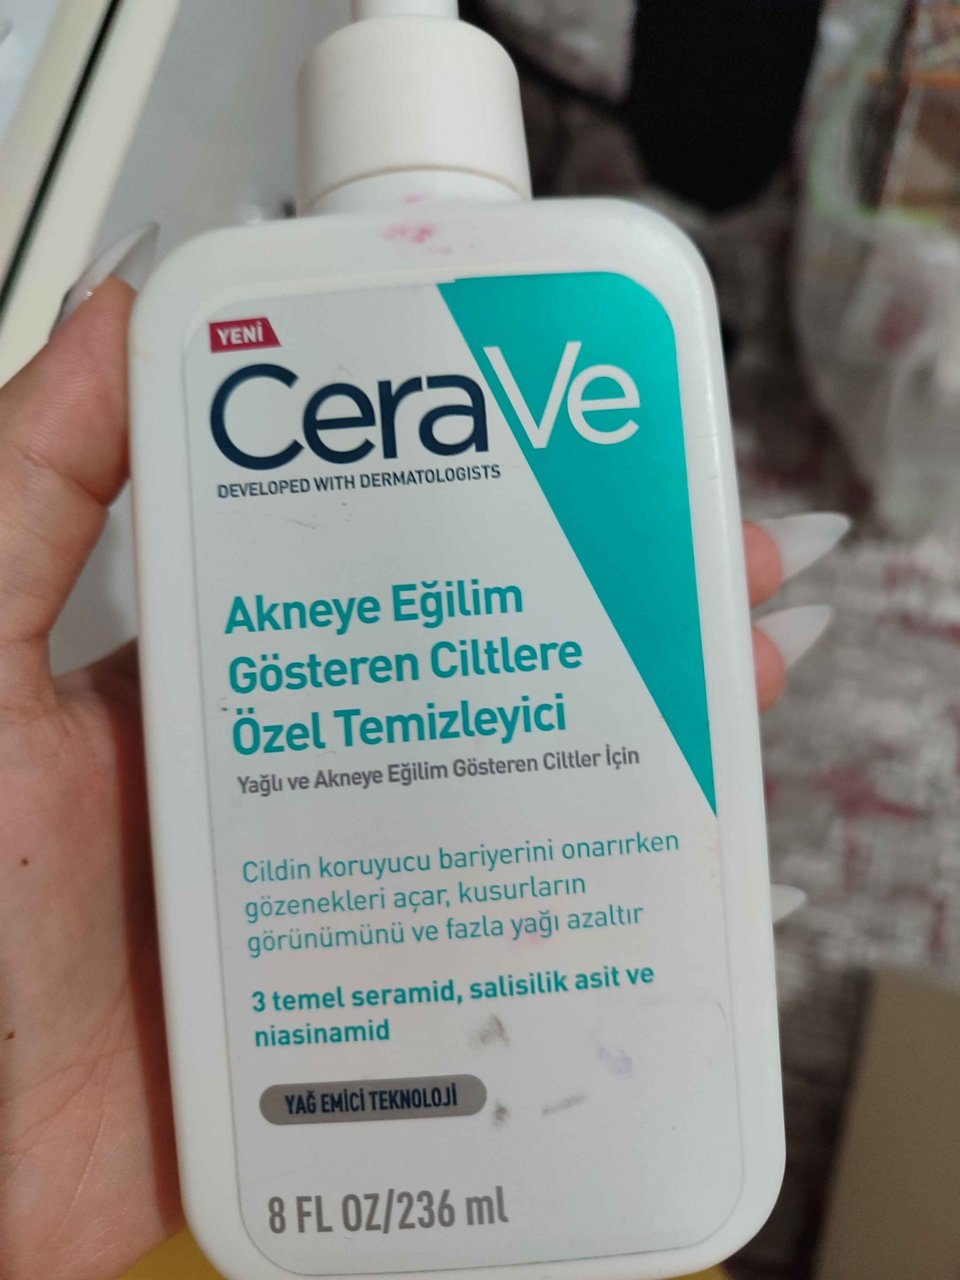 YENİ
CeraVe
DEVELOPED WITH DERMATOLOGISTS
Akneye Eğilim
Gösteren Ciltlere
Özel Temizleyici
Yağlı ve Akneye Eğilim Gösteren Ciltler İçin
Cildin koruyucu bariyerini onarırken
gözenekleri açar, kusurların
görünümünü ve fazla yağı azaltır
3 temel seramid, salisilik asit ve
niasinamid
YAĞ EMİCİ TEKNOLOJİ
8 FL OZ/236 ml